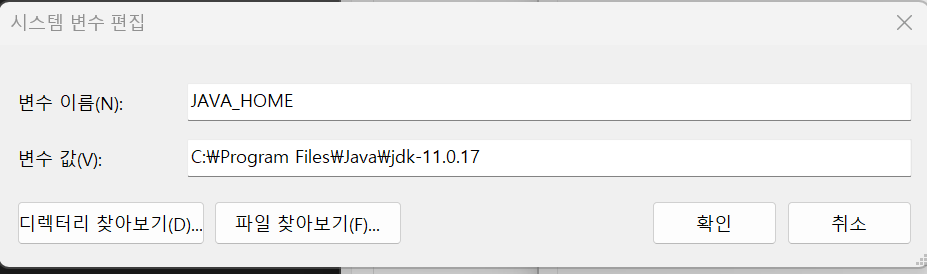 시스템 변수 편집
변수 이름(N): JAVA_HOME
변수 값(V): C:₩Program Files₩Java₩jdk-11.0.17
디렉터리 찾아보기(D)... 파일 찾아보기(F)... 확인 취소